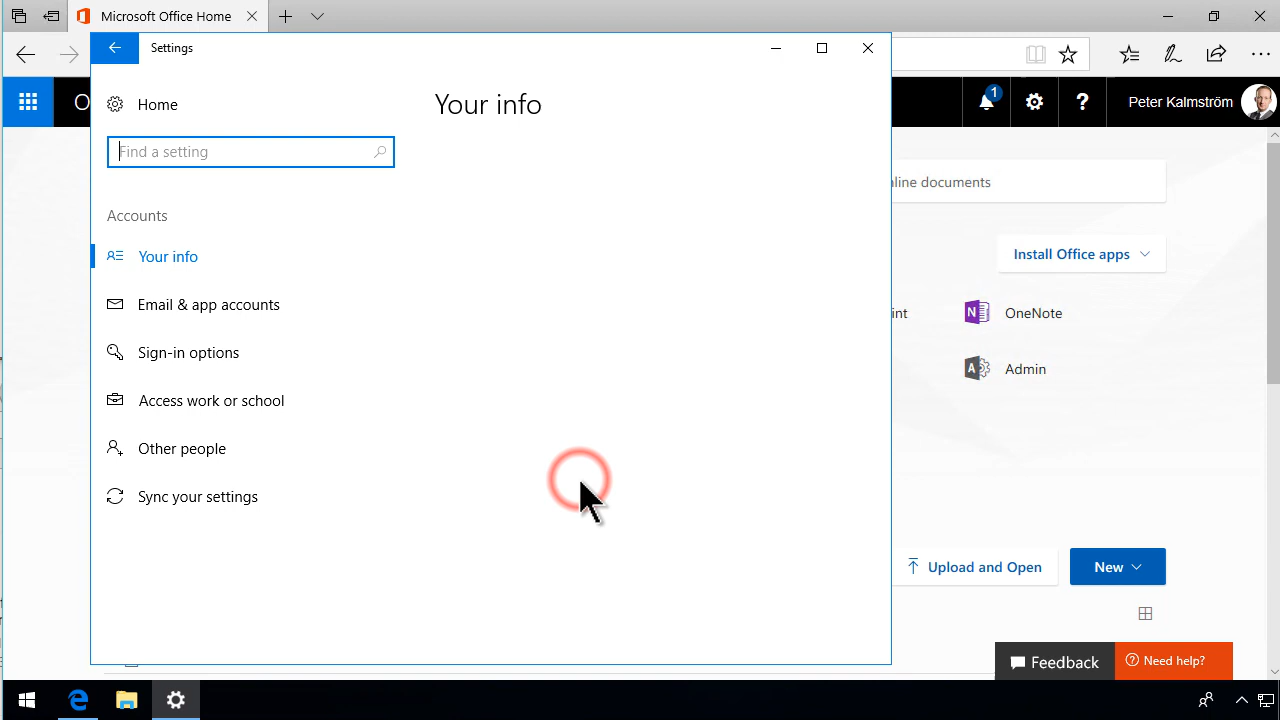 Microsoft Office Home
Settings
Home
Your info
Find a setting
Accounts
Your info
Email & app accounts
Sign-in options
Access work or school
Other people
Sync your settings
O
1
?
Peter Kalmström
line documents
Install Office apps
int
OneNote
A
Admin
Upload and Open
New
Feedback
Need help?